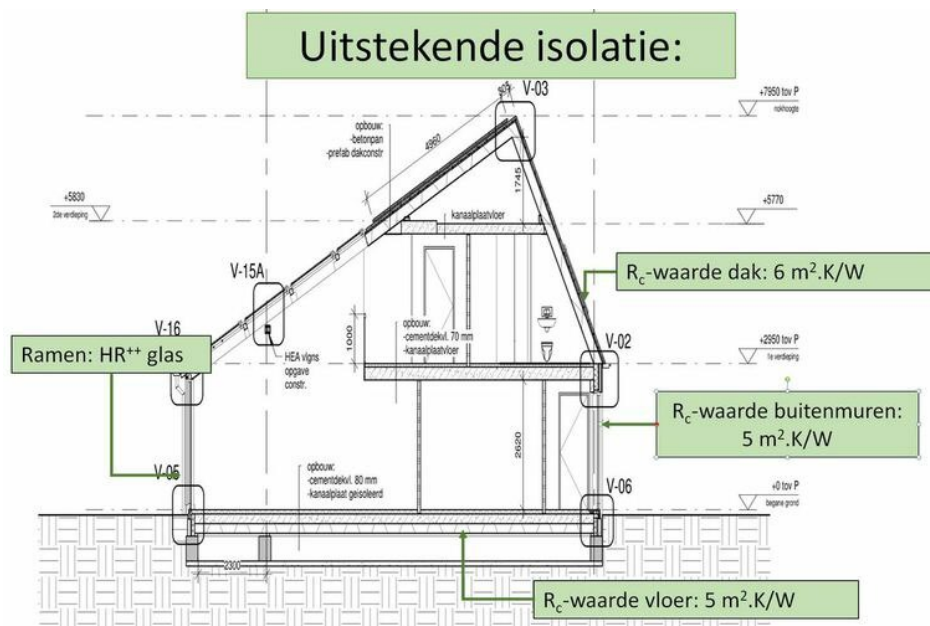 Uitstekende isolatie:
V-03
805
+7950 tov P
nokhoogte
opbouw:
-betonpan
-prefab dakconstr
4960
1745
+5830
2de verdieping
+5770
kanaalplaatvloer
V-15A
Rc-waarde dak: 6 m².K/W
V-16
opbouw:
-cementdekvl. 70 mm
-kanaalplaatvloer
1000
V-02
Ramen: HR⁺⁺ glas
HEA vlgns
opgave
constr.
+2950 tov P
1e verdieping
Rc-waarde buitenmuren:
5 m².K/W
2620
V-05
opbouw:
-cementdekvl. 80 mm
-kanaalplaat geïsoleerd
V-06
+0 tov P
begane grond
2300
Rc-waarde vloer: 5 m².K/W